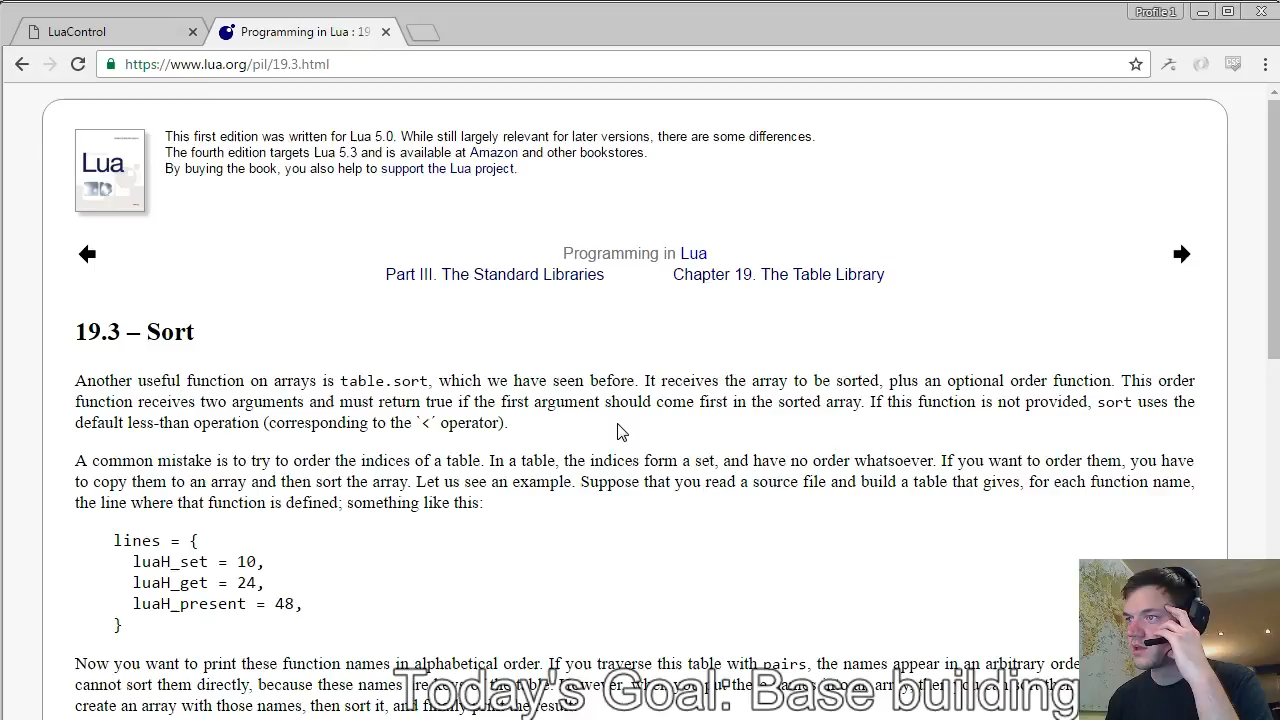 Profile 1
LuaControl
Programming in Lua : 19
https://www.lua.org/pil/19.3.html
This first edition was written for Lua 5.0. While still largely relevant for later versions, there are some differences.
The fourth edition targets Lua 5.3 and is available at Amazon and other bookstores.
By buying the book, you also help to support the Lua project.
Lua
Programming in Lua
Part III. The Standard Libraries Chapter 19. The Table Library
19.3 – Sort
Another useful function on arrays is table.sort, which we have seen before. It receives the array to be sorted, plus an optional order function. This order
function receives two arguments and must return true if the first argument should come first in the sorted array. If this function is not provided, sort uses the
default less-than operation (corresponding to the `<´ operator).
A common mistake is to try to order the indices of a table. In a table, the indices form a set, and have no order whatsoever. If you want to order them, you have
to copy them to an array and then sort the array. Let us see an example. Suppose that you read a source file and build a table that gives, for each function name,
the line where that function is defined; something like this:
lines = {
luaH_set = 10,
luaH_get = 24,
luaH_present = 48,
}
Now you want to print these function names in alphabetical order. If you traverse this table with pairs, the names appear in an arbitrary orde
cannot sort them directly, because these names are
create an array with those names, then sort it, and
Today's Goal: Base building